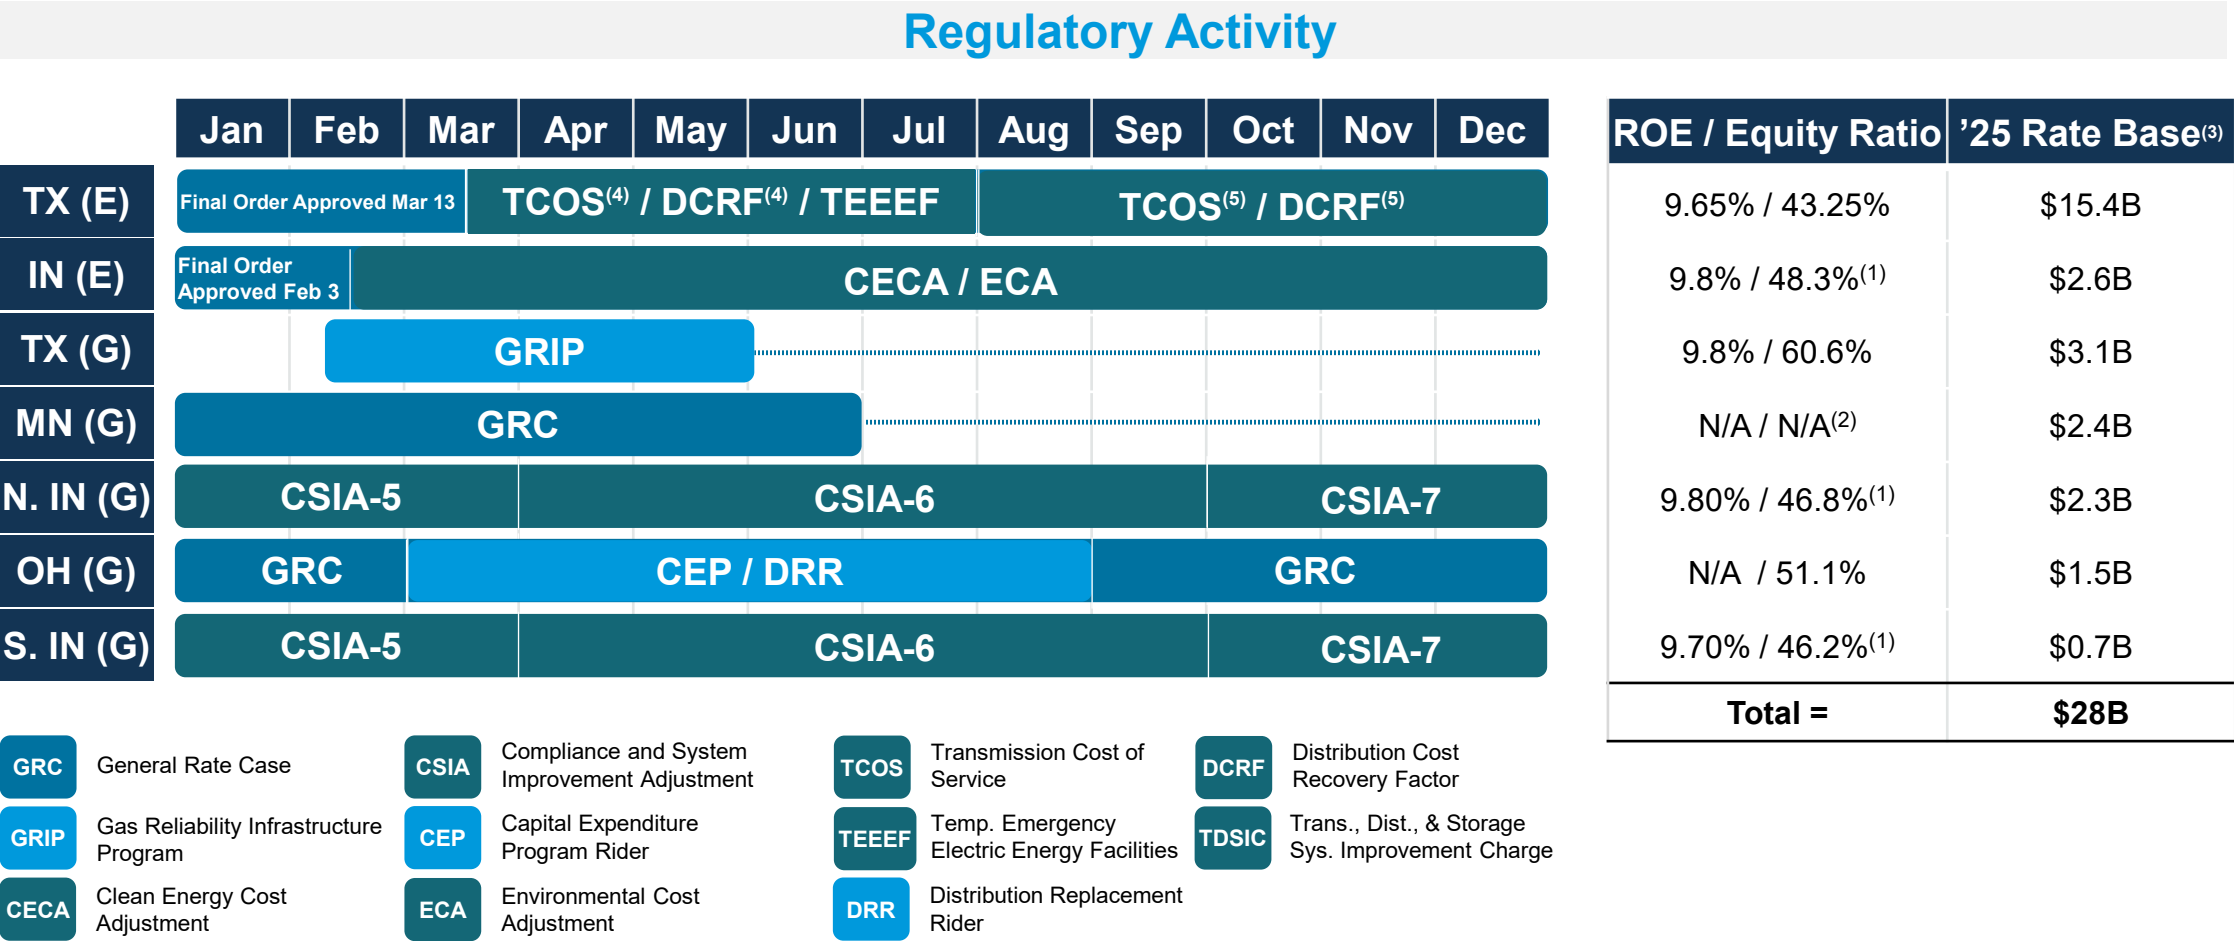 Regulatory Activity
Jan Feb Mar Apr May Jun Jul Aug Sep Oct Nov Dec ROE / Equity Ratio ’25 Rate Base(3)
TX (E) Final Order Approved Mar 13 TCOS(4) / DCRF(4) / TEEEF TCOS(5) / DCRF(5) 9.65% / 43.25% $15.4B
IN (E) Final Order
Approved Feb 3 CECA / ECA 9.8% / 48.3%(1) $2.6B
TX (G) GRIP 9.8% / 60.6% $3.1B
MN (G) GRC N/A / N/A(2) $2.4B
N. IN (G) CSIA-5 CSIA-6 CSIA-7 9.80% / 46.8%(1) $2.3B
OH (G) GRC CEP / DRR GRC N/A / 51.1% $1.5B
S. IN (G) CSIA-5 CSIA-6 CSIA-7 9.70% / 46.2%(1) $0.7B
Total = $28B
GRC General Rate Case
CSIA Compliance and System
Improvement Adjustment
TCOS Transmission Cost of
Service
DCRF Distribution Cost
Recovery Factor
GRIP Gas Reliability Infrastructure
Program
CEP Capital Expenditure
Program Rider
TEEEF Temp. Emergency
Electric Energy Facilities
TDSIC Trans., Dist., & Storage
Sys. Improvement Charge
CECA Clean Energy Cost
Adjustment
ECA Environmental Cost
Adjustment
DRR Distribution Replacement
Rider